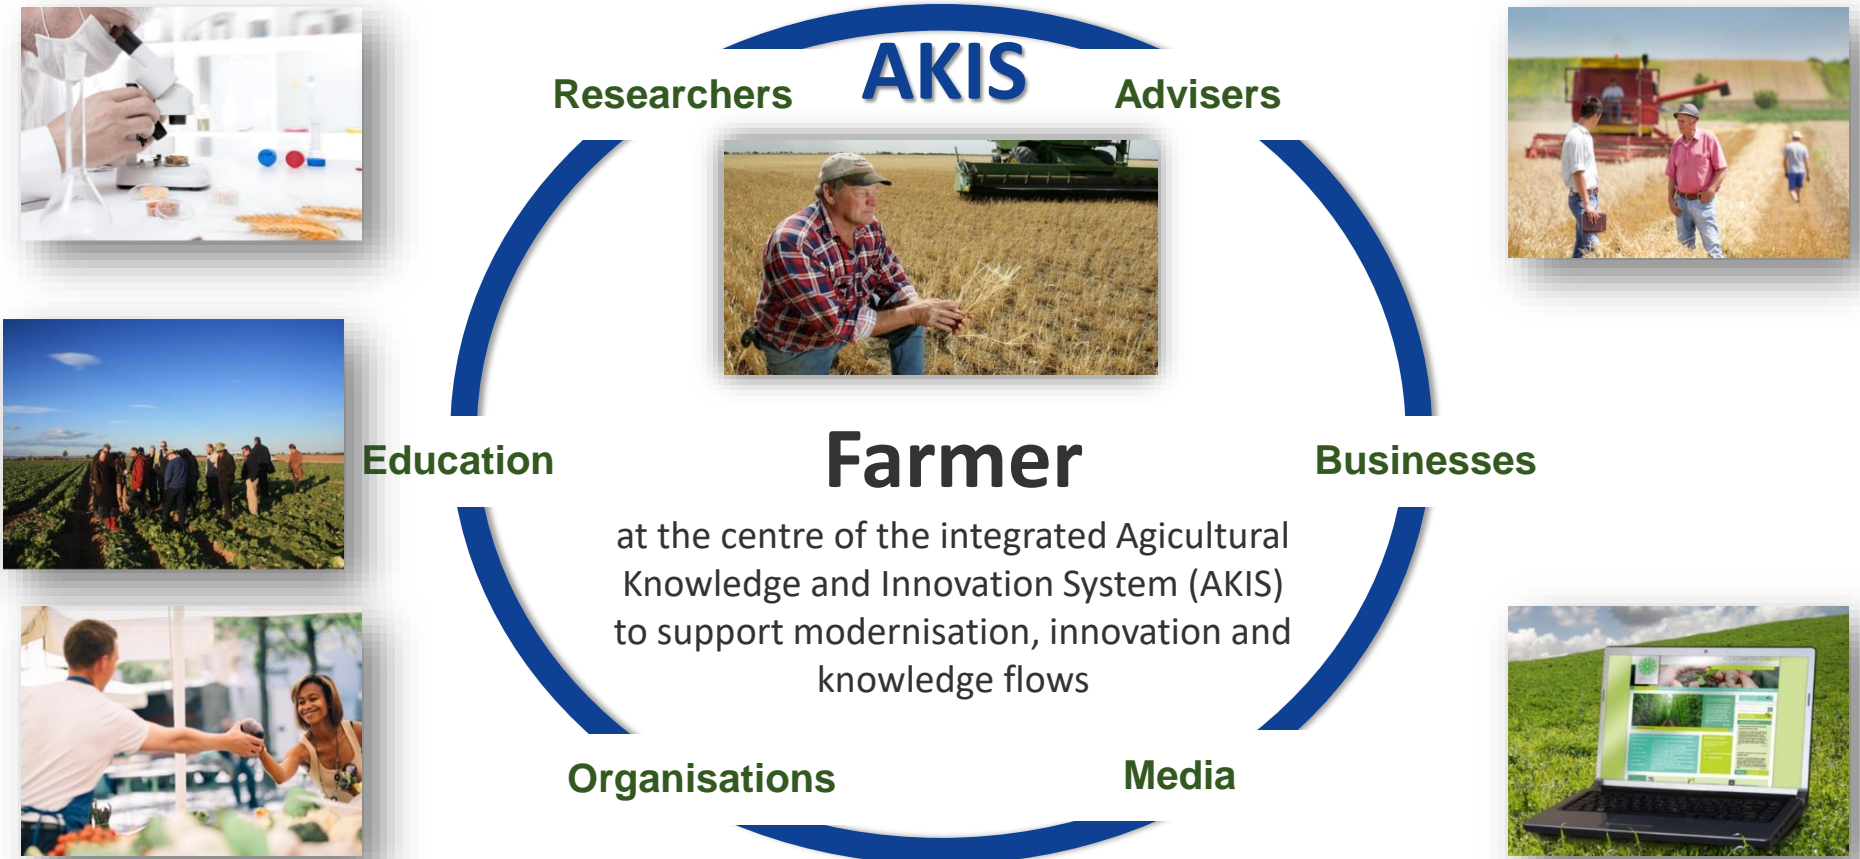 AKIS
Researchers
Advisers
Education
Farmer
Businesses
at the centre of the integrated Agicultural
Knowledge and Innovation System (AKIS)
to support modernisation, innovation and
knowledge flows
Organisations
Media